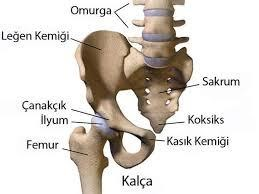 Omurga
Leğen Kemiği
Sakrum
Çanakçık
İlyum
Femur
Koksiks
Kasık Kemiği
Kalça